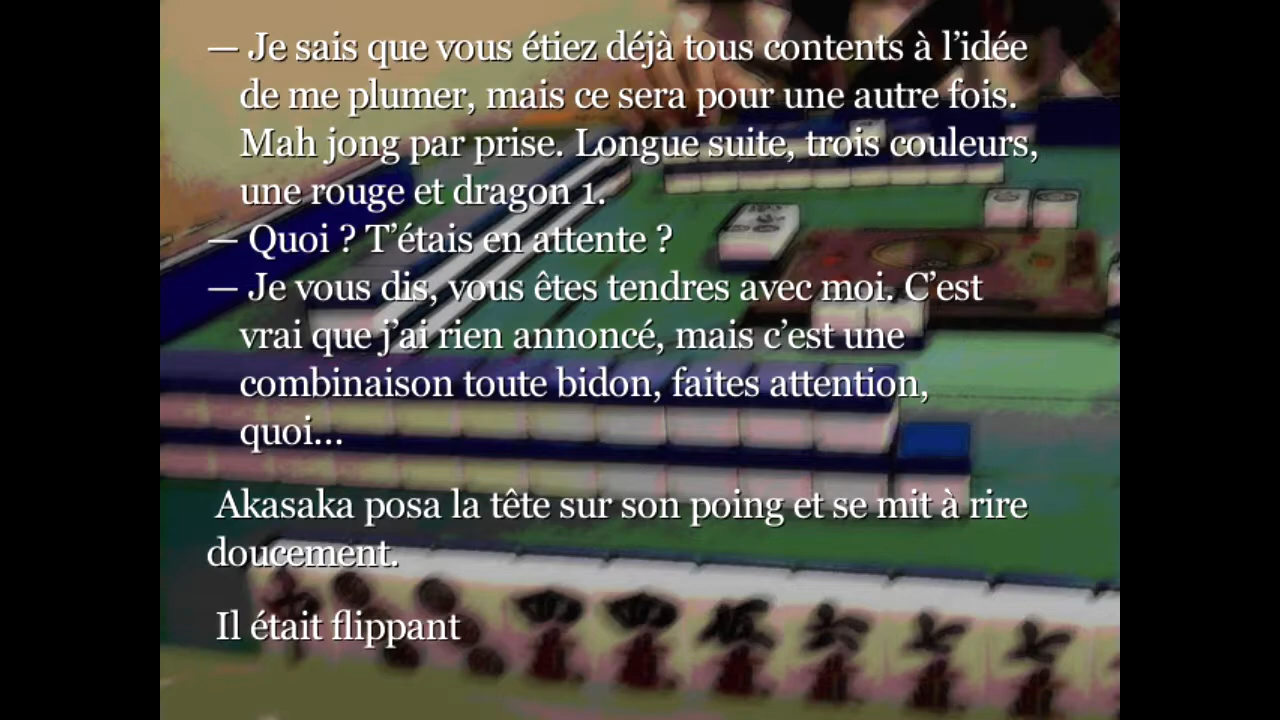 — Je sais que vous étiez déjà tous contents à l’idée
de me plumer, mais ce sera pour une autre fois.
Mah jong par prise. Longue suite, trois couleurs,
une rouge et dragon 1.
— Quoi ? T’étais en attente ?
— Je vous dis, vous êtes tendres avec moi. C’est
vrai que j’ai rien annoncé, mais c’est une
combinaison toute bidon, faites attention,
quoi...
Akasaka posa la tête sur son poing et se mit à rire
doucement.
Il était flippant